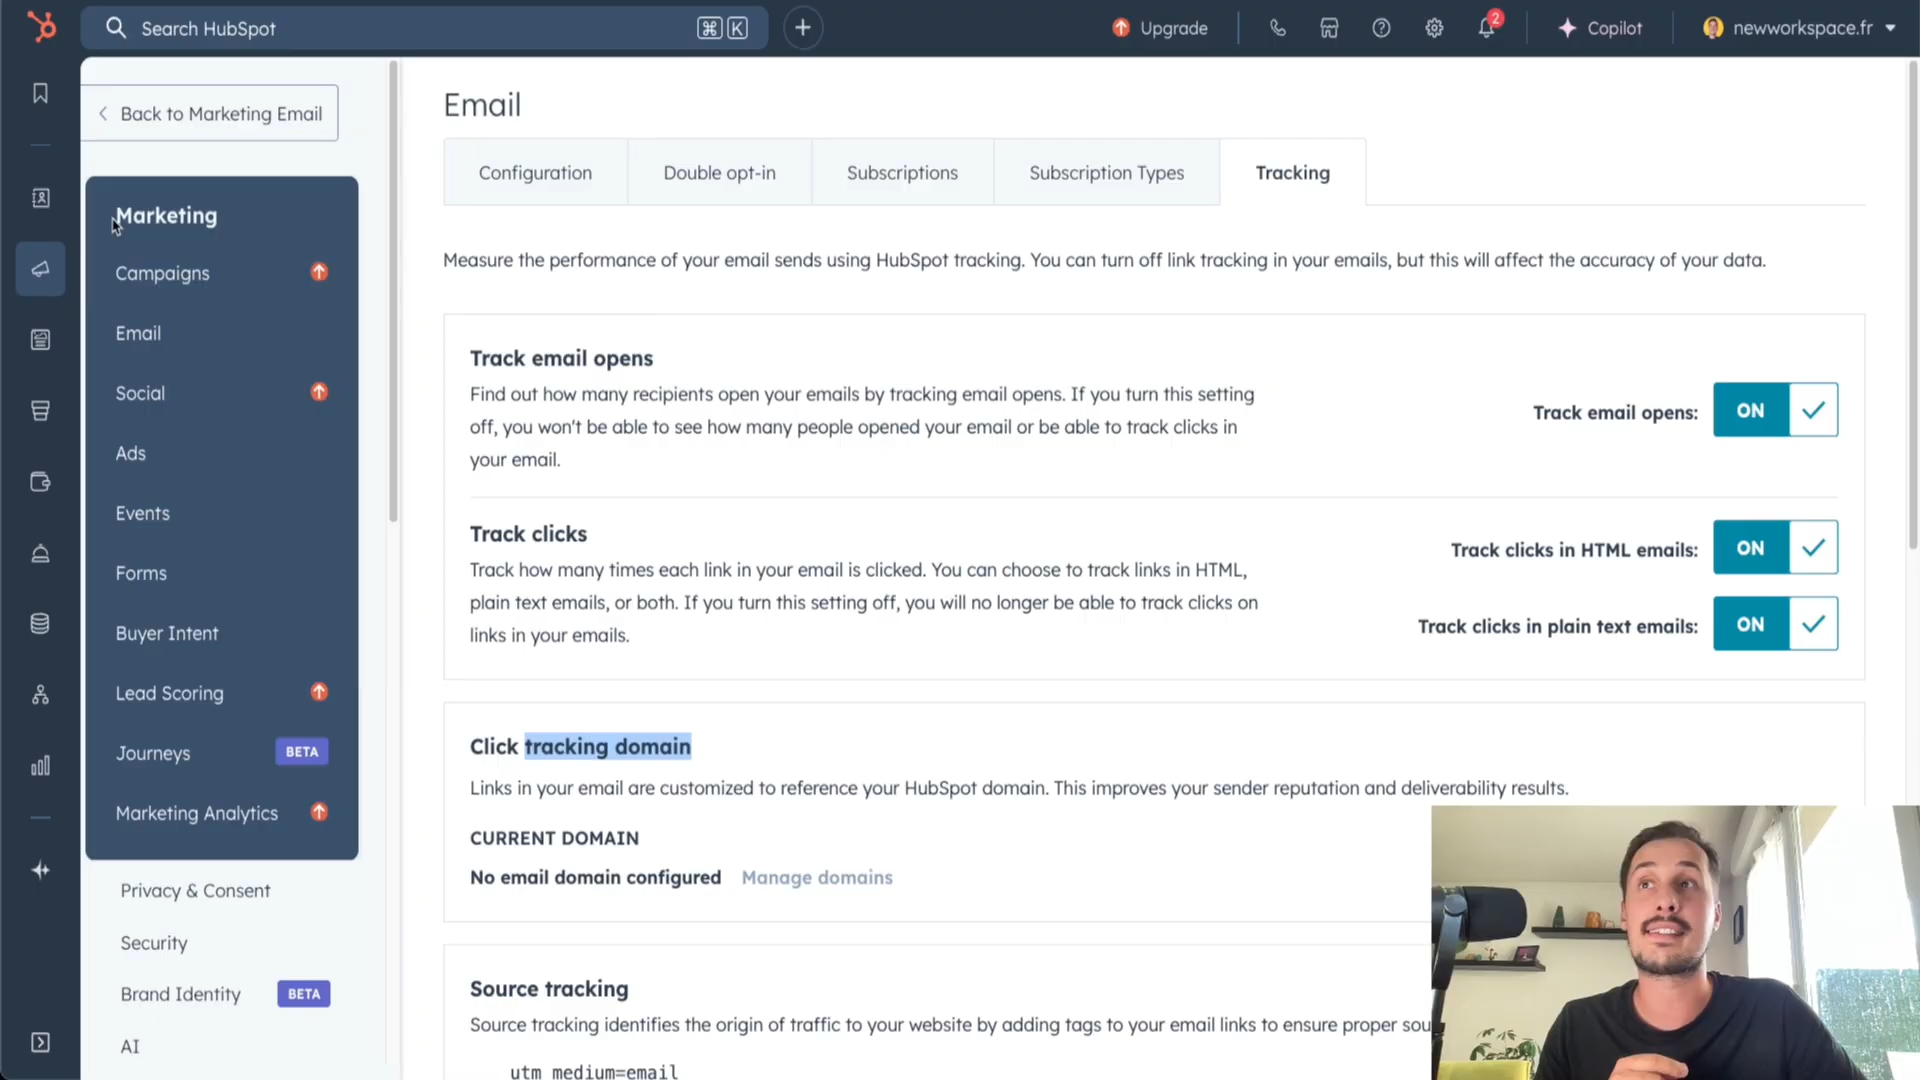 Search HubSpot
⌘ K
Upgrade
2
Copilot
newworkspace.fr
Back to Marketing Email
Marketing
Campaigns
Email
Social
Ads
Events
Forms
Buyer Intent
Lead Scoring
Journeys BETA
Marketing Analytics
Privacy & Consent
Security
Brand Identity BETA
AI
Email
Configuration
Double opt-in
Subscriptions
Subscription Types
Tracking
Measure the performance of your email sends using HubSpot tracking. You can turn off link tracking in your emails, but this will affect the accuracy of your data.
Track email opens
Find out how many recipients open your emails by tracking email opens. If you turn this setting
off, you won't be able to see how many people opened your email or be able to track clicks in
your email.
Track email opens: ON
Track clicks
Track how many times each link in your email is clicked. You can choose to track links in HTML,
plain text emails, or both. If you turn this setting off, you will no longer be able to track clicks on
links in your emails.
Track clicks in HTML emails: ON
Track clicks in plain text emails: ON
Click tracking domain
Links in your email are customized to reference your HubSpot domain. This improves your sender reputation and deliverability results.
CURRENT DOMAIN
No email domain configured Manage domains
Source tracking
Source tracking identifies the origin of traffic to your website by adding tags to your email links to ensure proper sou
utm_medium=email